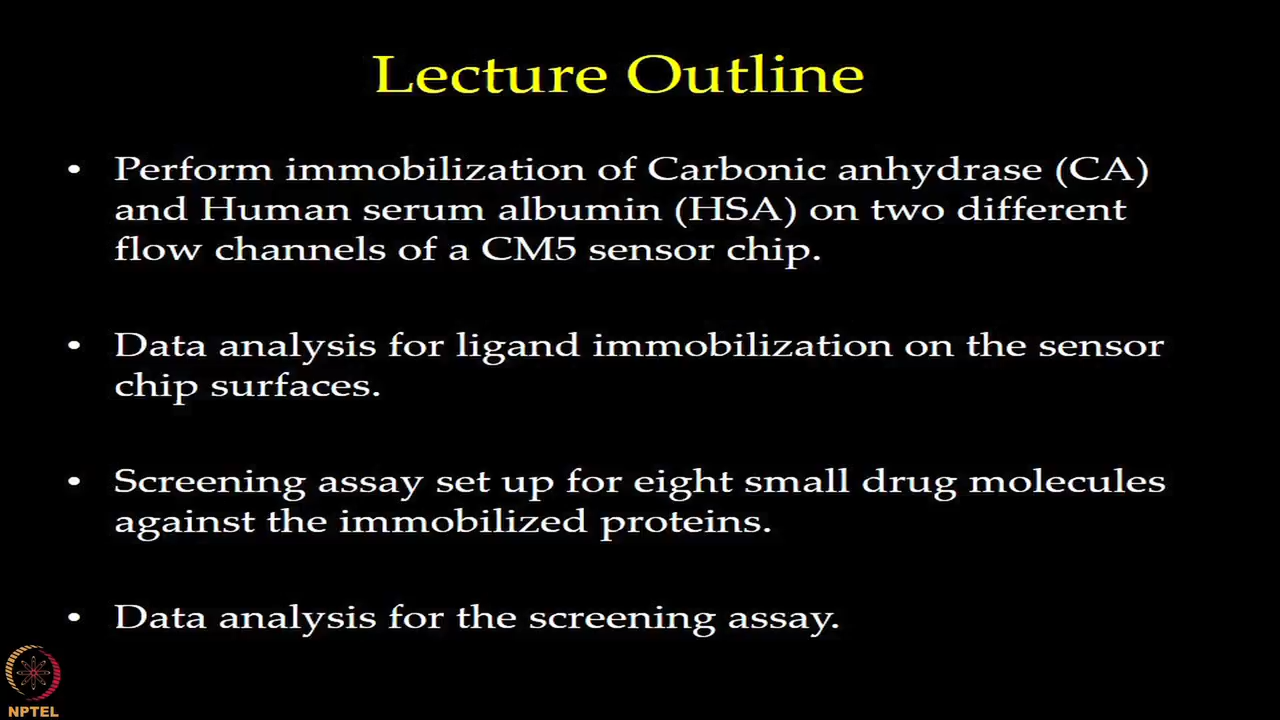 Lecture Outline
• Perform immobilization of Carbonic anhydrase (CA)
and Human serum albumin (HSA) on two different
flow channels of a CM5 sensor chip.
• Data analysis for ligand immobilization on the sensor
chip surfaces.
• Screening assay set up for eight small drug molecules
against the immobilized proteins.
• Data analysis for the screening assay.
NPTEL